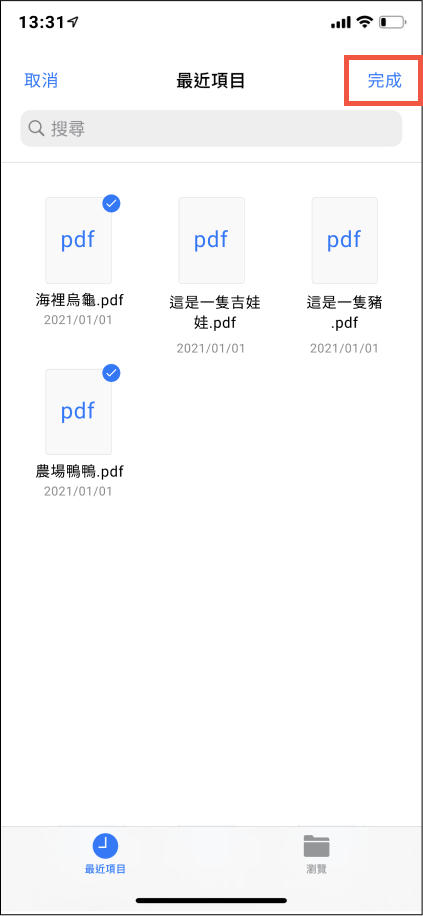 13:31
取消
最近項目
完成
搜尋
pdf
pdf
pdf
海裡烏龜.pdf
2021/01/01
這是一隻吉娃
娃.pdf
2021/01/01
這是一隻豬
.pdf
2021/01/01
pdf
農場鴨鴨.pdf
2021/01/01
最近項目
瀏覽